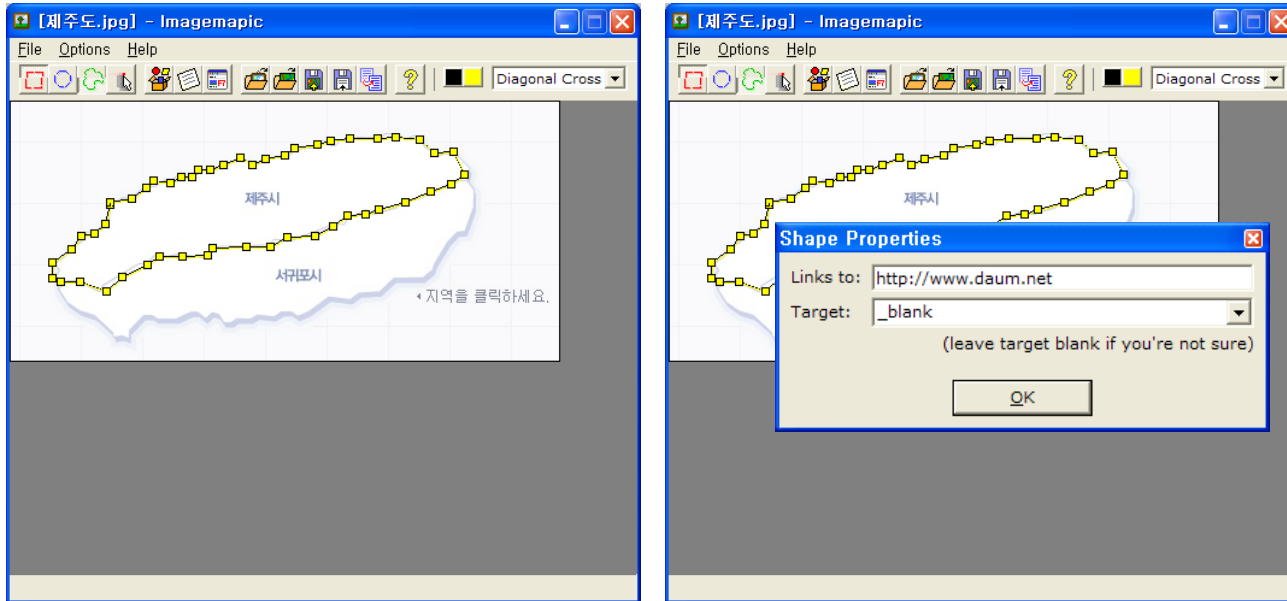 [제주도.jpg] - Imagemapic
File Options Help
Diagonal Cross
제주시
서귀포시
지역을 클릭하세요.
[제주도.jpg] - Imagemapic
File Options Help
Diagonal Cross
제주시
Shape Properties
Links to: http://www.daum.net
Target: _blank
(leave target blank if you're not sure)
OK